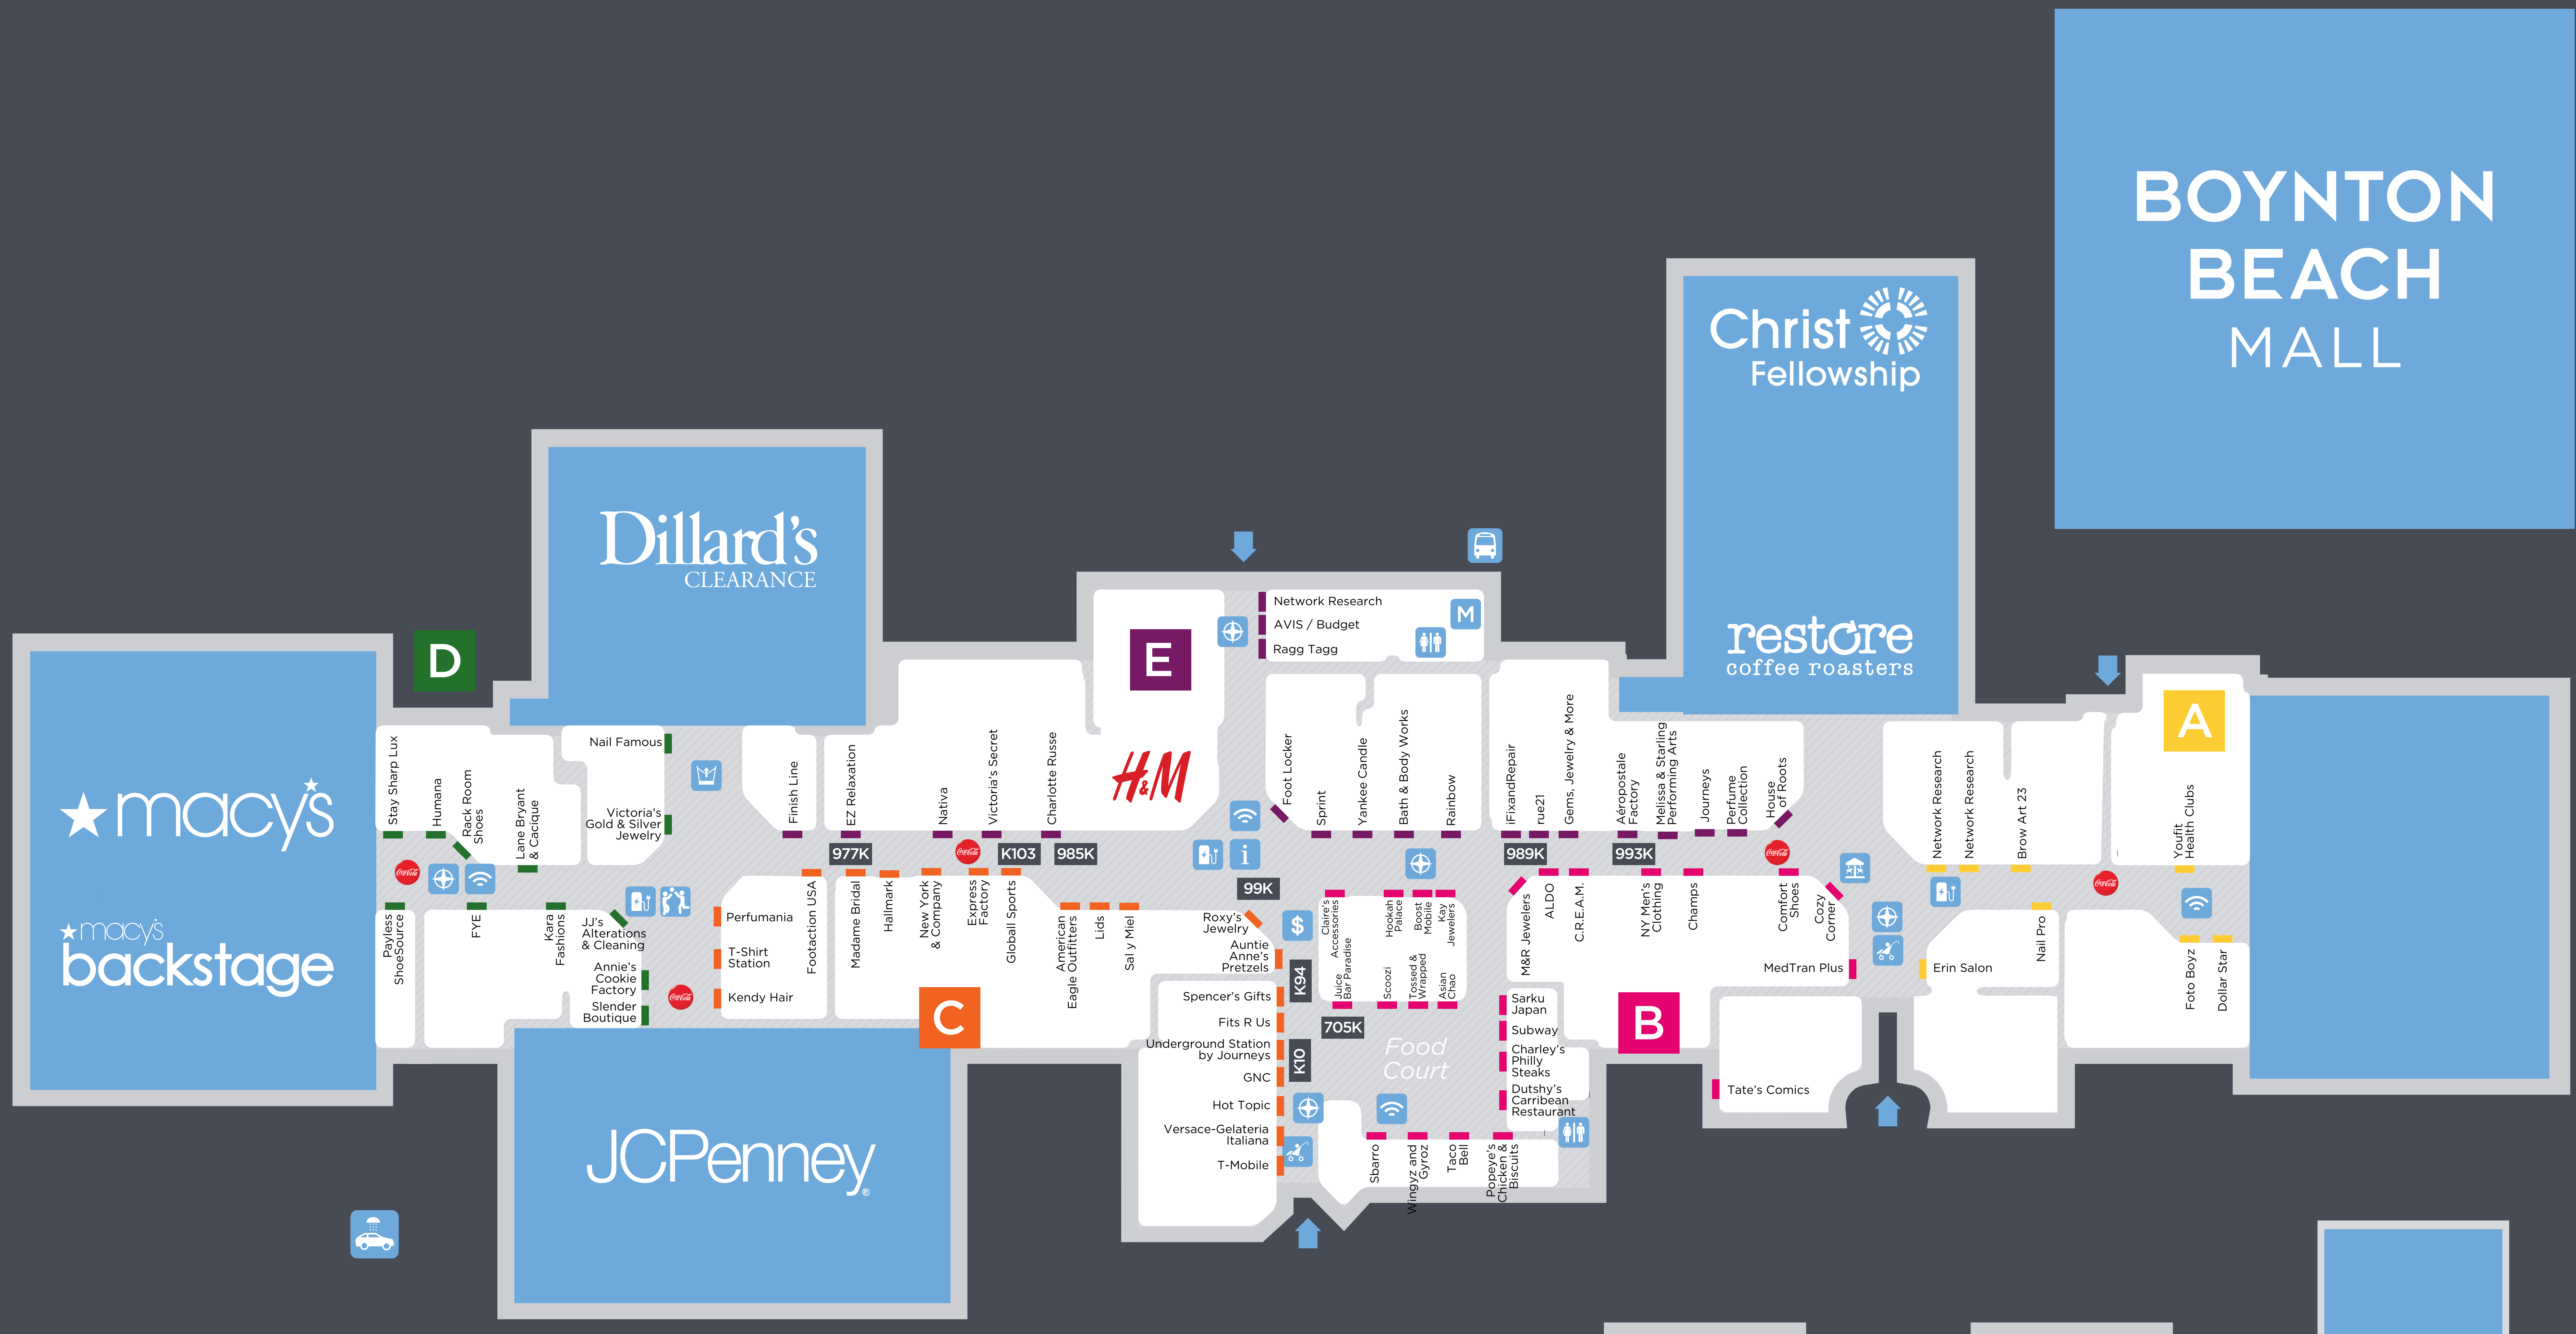 BOYNTON
BEACH
MALL
Christ
Fellowship
restore
coffee roasters
Dillard's
CLEARANCE
D
E
A
Network Research
AVIS / Budget
Ragg Tagg
M
macy's
macy's
backstage
Stay Sharp Lux
Humana
Rack Room
Shoes
Lane Bryant
& Cacique
Nail Famous
Victoria's
Gold & Silver
Jewelry
Finish Line
EZ Relaxation
Nativa
Victoria's Secret
Charlotte Russe
H&M
Foot Locker
Sprint
Yankee Candle
Bath & Body Works
Rainbow
iFixandRepair
rue21
Gems, Jewelry & More
Aéropostale
Factory
Melissa & Starling
Performing Arts
Journeys
Perfume
Collection
House
of Roots
Network Research
Network Research
Brow Art 23
Youfit
Health Clubs
977K
Coca-Cola
K103
985K
i
989K
993K
Coca-Cola
Coca-Cola
99K
Coca-Cola
Payless
ShoeSource
FYE
Kara
Fashions
JJ's
Alterations
& Cleaning
Annie's
Cookie
Factory
Slender
Boutique
Coca-Cola
Perfumania
T-Shirt
Station
Kendy Hair
Footaction USA
Madame Bridal
Hallmark
New York
& Company
Express
Factory
Globall Sports
American
Eagle Outfitters
Lids
Sal y Miel
C
Roxy's
Jewelry
Auntie
Anne's
Pretzels
Spencer's Gifts
Fits R Us
Underground Station
by Journeys
GNC
Hot Topic
Versace-Gelateria
Italiana
T-Mobile
$
K94
705K
K10
Claire's
Accessories
Hookah
Palace
Boost
Mobile
Kay
Jewelers
Juice
Bar Paradise
Scoozi
Tossed &
Wrapped
Asian
Chao
Food
Court
Sarku
Japan
Subway
Charley's
Philly
Steaks
Dutshy's
Carribean
Restaurant
Sbarro
Wingyz and
Gyroz
Taco
Bell
Popeye's
Chicken &
Biscuits
M&R Jewelers
ALDO
C.R.E.A.M.
NY Men's
Clothing
Champs
Comfort
Shoes
Cozy
Corner
MedTran Plus
B
Tate's Comics
Erin Salon
Nail Pro
Foto Boyz
Dollar Star
JCPenney®